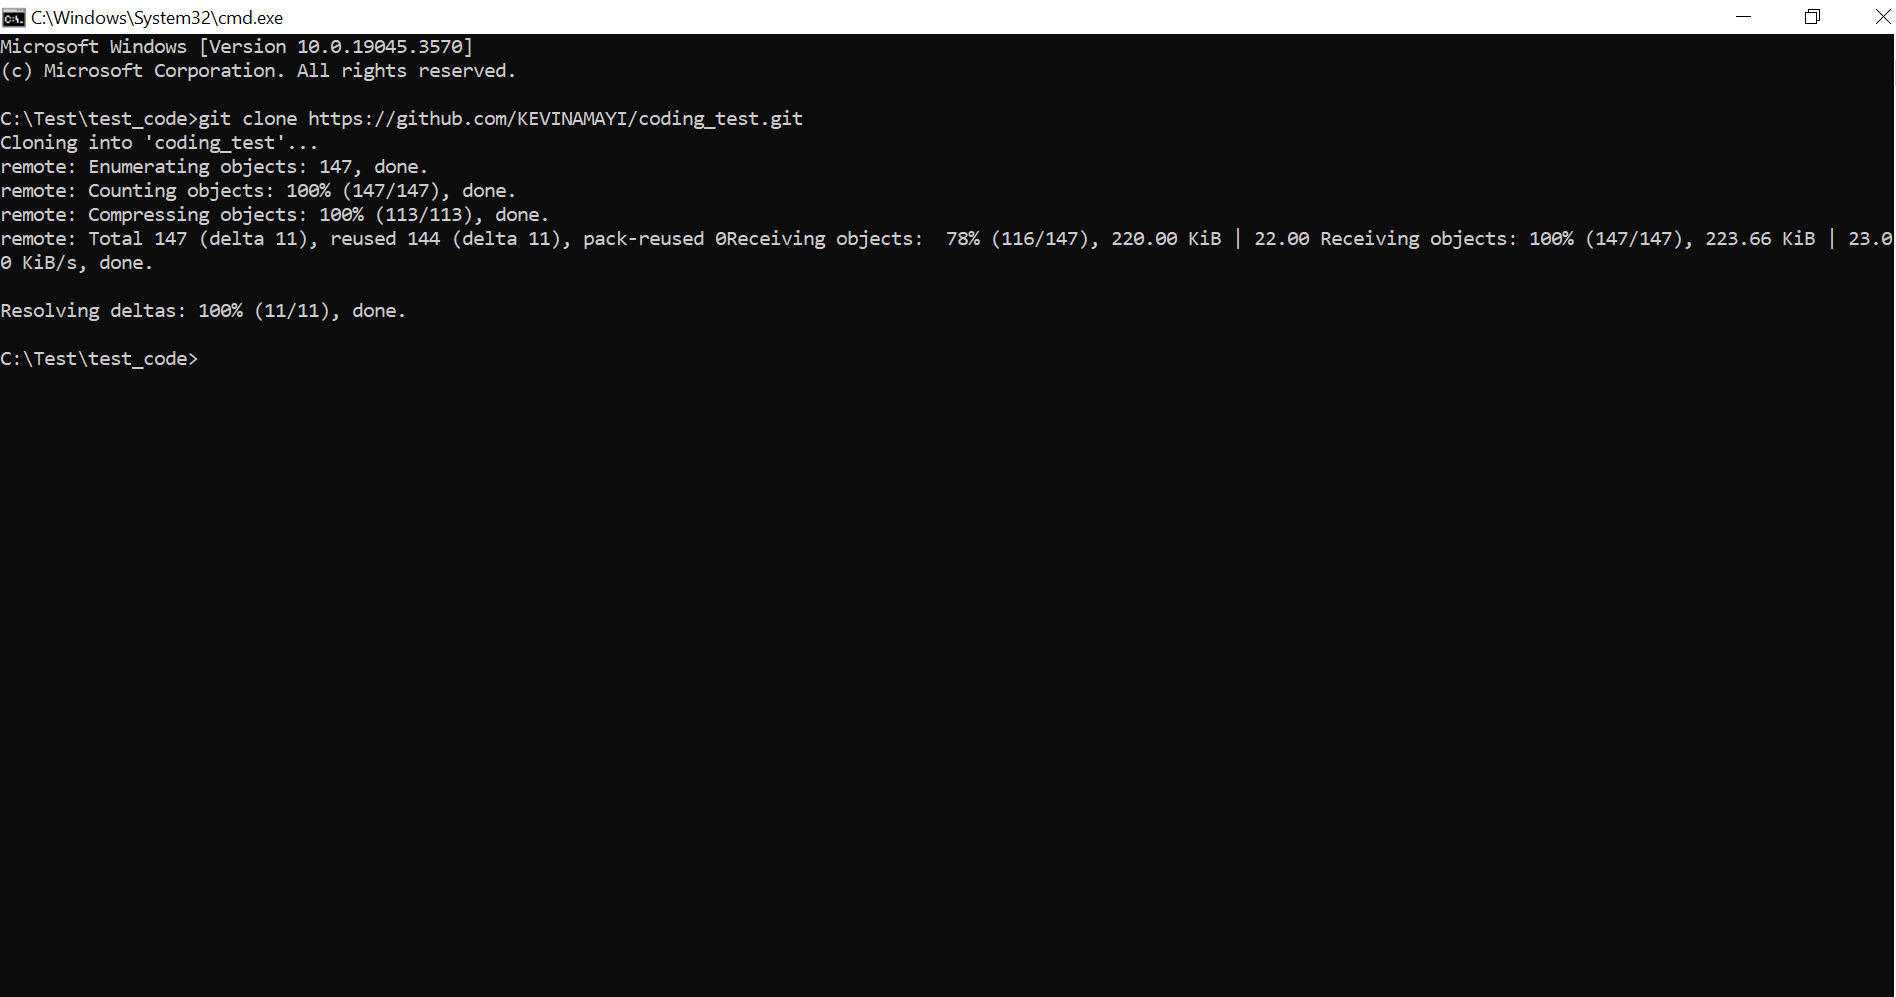 C:\Windows\System32\cmd.exe
Microsoft Windows [Version 10.0.19045.3570]
(c) Microsoft Corporation. All rights reserved.
C:\Test\test_code>git clone https://github.com/KEVINAMAYI/coding_test.git
Cloning into 'coding_test'...
remote: Enumerating objects: 147, done.
remote: Counting objects: 100% (147/147), done.
remote: Compressing objects: 100% (113/113), done.
remote: Total 147 (delta 11), reused 144 (delta 11), pack-reused 0Receiving objects:  78% (116/147), 220.00 KiB | 22.00 Receiving objects: 100% (147/147), 223.66 KiB | 23.0
0 KiB/s, done.
Resolving deltas: 100% (11/11), done.
C:\Test\test_code>